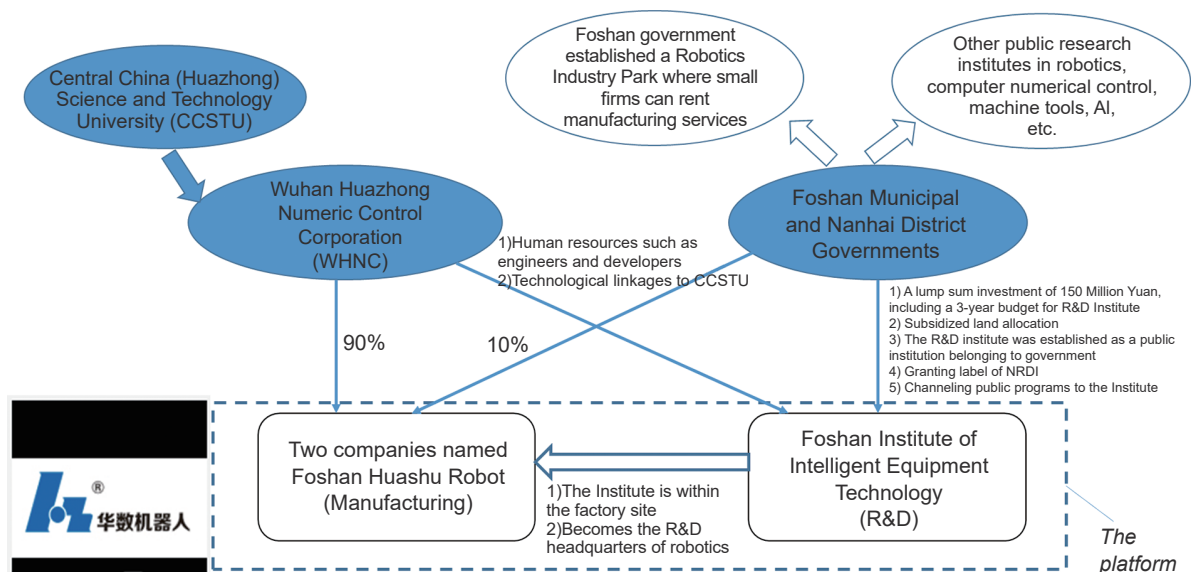 Foshan government
established a Robotics
Industry Park where small
firms can rent
manufacturing services
Other public research
institutes in robotics,
computer numerical control,
machine tools, AI,
etc.
Central China (Huazhong)
Science and Technology
University (CCSTU)
Wuhan Huazhong
Numeric Control
Corporation
(WHNC)
Foshan Municipal
and Nanhai District
Governments
1)Human resources such as
engineers and developers
2)Technological linkages to CCSTU
1) A lump sum investment of 150 Million Yuan,
including a 3-year budget for R&D Institute
2) Subsidized land allocation
3) The R&D institute was established as a public
institution belonging to government
4) Granting label of NRDI
5) Channeling public programs to the Institute
90%
10%
Two companies named
Foshan Huashu Robot
(Manufacturing)
Foshan Institute of
Intelligent Equipment
Technology
(R&D)
1)The Institute is within
the factory site
2)Becomes the R&D
headquarters of robotics
®
华数机器人
The
platform